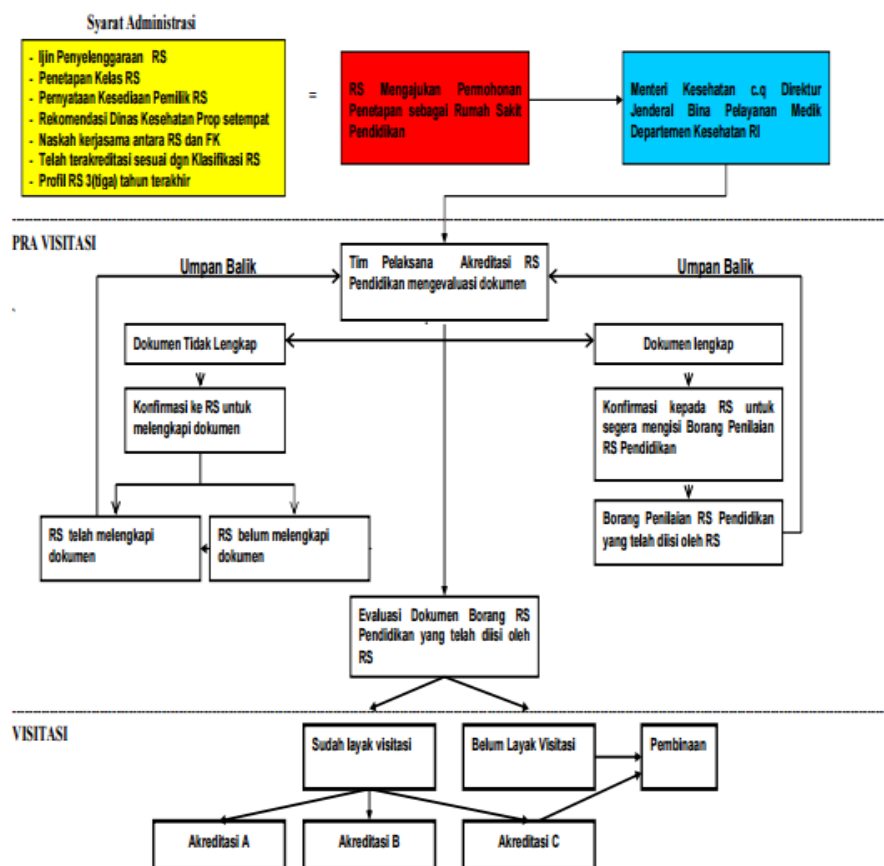 Syarat Administrasi
- Ijin Penyelenggaraan RS
- Penetapan Kelas RS
- Pernyataan Kesediaan Pemilik RS
- Rekomendasi Dinas Kesehatan Prop setempat
- Naskah kerjasama antara RS dan FK
- Telah terakreditasi sesuai dgn Klasifikasi RS
- Profil RS 3(tiga) tahun terakhir
=
RS Mengajukan Permohonan
Penetapan sebagai Rumah Sakit
Pendidikan
Menteri Kesehatan c.q Direktur
Jenderal Bina Pelayanan Medik
Departemen Kesehatan RI
PRA VISITASI
Umpan Balik
Tim Pelaksana Akreditasi RS
Pendidikan mengevaluasi dokumen
Umpan Balik
Dokumen Tidak Lengkap
Dokumen lengkap
Konfirmasi ke RS untuk
melengkapi dokumen
Konfirmasi kepada RS untuk
segera mengisi Borang Penilaian
RS Pendidikan
RS telah melengkapi
dokumen
RS belum melengkapi
dokumen
Borang Penilaian RS Pendidikan
yang telah diisi oleh RS
Evaluasi Dokumen Borang RS
Pendidikan yang telah diisi oleh
RS
VISITASI
Sudah layak visitasi
Belum Layak Visitasi
Pembinaan
Akreditasi A
Akreditasi B
Akreditasi C